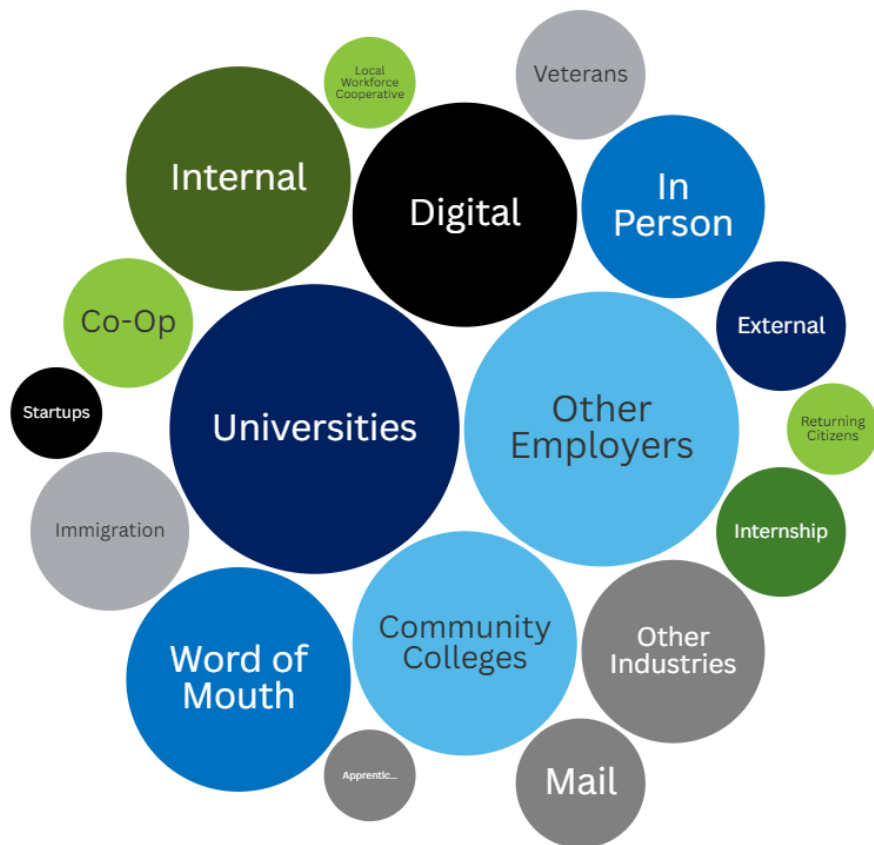 Local
Workforce
Cooperative
Veterans
Internal
Digital
In
Person
Co-Op
External
Startups
Universities
Other
Employers
Returning
Citizens
Immigration
Internship
Word of
Mouth
Community
Colleges
Other
Industries
Apprentic...
Mail